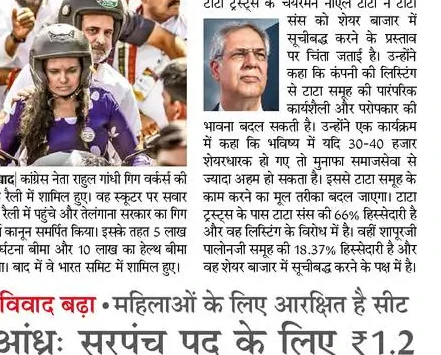 कांग्रेस नेता राहुल गांधी गिग वर्कर्स की
रैली में शामिल हुए। वह स्कूटर पर सवार
रैली में पहुंचे और तेलंगाना सरकार का गिग
कानून समर्पित किया। इसके तहत 5 लाख
बीमा और 10 लाख का हेल्थ बीमा
बाद में वे भारत समिट में शामिल हुए।
टाटा ट्रस्ट्स के चेयरमैन नोएल टाटा ने टाटा
संस को शेयर बाजार में
सूचीबद्ध करने के प्रस्ताव
पर चिंता जताई है। उन्होंने
कहा कि कंपनी की लिस्टिंग
से टाटा समूह की पारंपरिक
कार्यशैली और परोपकार की
भावना बदल सकती है। उन्होंने एक कार्यक्रम
में कहा कि भविष्य में यदि 30-40 हजार
शेयरधारक हो गए तो मुनाफा समाजसेवा से
ज्यादा अहम हो सकता है। इससे टाटा समूह के
काम करने का मूल तरीका बदल जाएगा। टाटा
ट्रस्ट्स के पास टाटा संस की 66% हिस्सेदारी है
और वह लिस्टिंग के विरोध में है। वहीं शापूरजी
पालोनजी समूह की 18.37% हिस्सेदारी है और
वह शेयर बाजार में सूचीबद्ध करने के पक्ष में है।
विवाद बढ़ा • महिलाओं के लिए आरक्षित है सीट
आंध्रः सरपंच पद के लिए ₹1.2